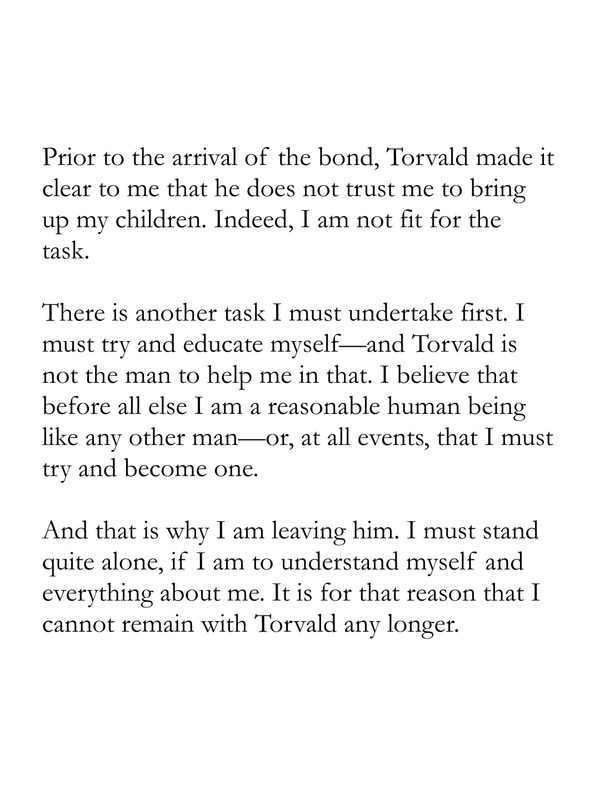 Prior to the arrival of the bond, Torvald made it
clear to me that he does not trust me to bring
up my children. Indeed, I am not fit for the
task.
There is another task I must undertake first. I
must try and educate myself—and Torvald is
not the man to help me in that. I believe that
before all else I am a reasonable human being
like any other man—or, at all events, that I must
try and become one.
And that is why I am leaving him. I must stand
quite alone, if I am to understand myself and
everything about me. It is for that reason that I
cannot remain with Torvald any longer.